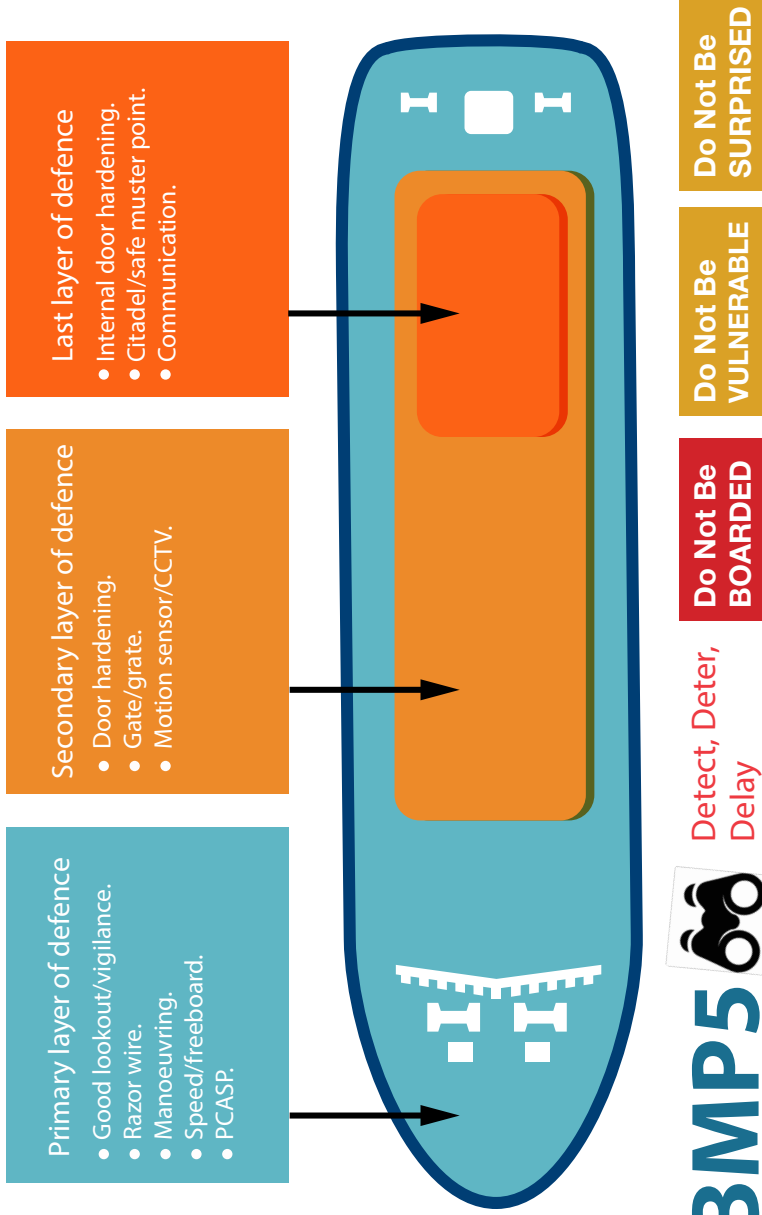 Primary layer of defence
• Good lookout/vigilance.
• Razor wire.
• Manoeuvring.
• Speed/freeboard.
• PCASP.
Secondary layer of defence
• Door hardening.
• Gate/grate.
• Motion sensor/CCTV.
Last layer of defence
• Internal door hardening.
• Citadel/safe muster point.
• Communication.
BMP5
Detect, Deter,
Delay
Do Not Be
BOARDED
Do Not Be
VULNERABLE
Do Not Be
SURPRISED